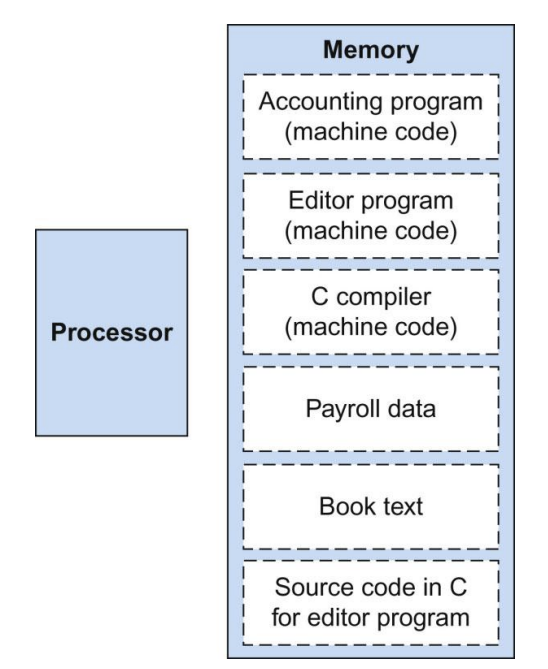 Memory
Accounting program
(machine code)
Editor program
(machine code)
C compiler
(machine code)
Processor
Payroll data
Book text
Source code in C
for editor program